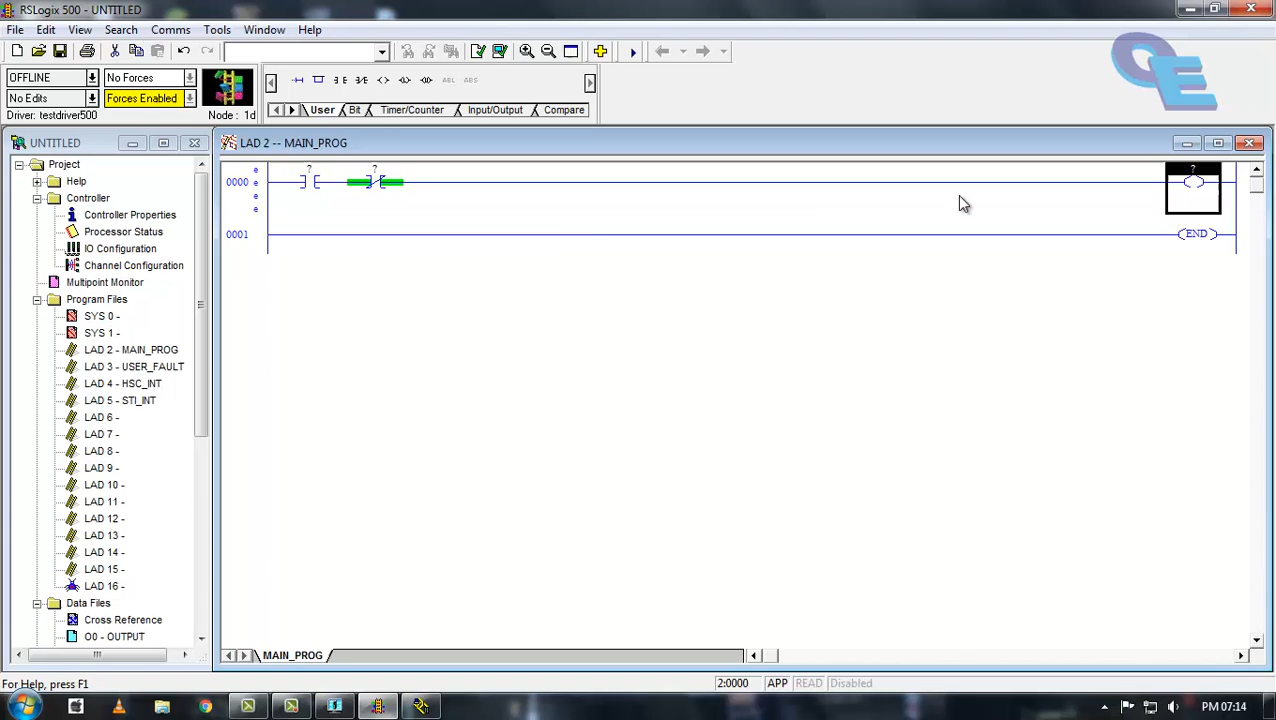 RSLogix 500 - UNTITLED
File Edit View Search Comms Tools Window Help
OFFLINE No Forces
No Edits Forces Enabled
Driver: testdriver500 Node : 1d
ABL ABS
User Bit Timer/Counter Input/Output Compare
OE
UNTITLED
Project
Help
Controller
Controller Properties
Processor Status
IO Configuration
Channel Configuration
Multipoint Monitor
Program Files
SYS 0 -
SYS 1 -
LAD 2 - MAIN_PROG
LAD 3 - USER_FAULT
LAD 4 - HSC_INT
LAD 5 - STI_INT
LAD 6 -
LAD 7 -
LAD 8 -
LAD 9 -
LAD 10 -
LAD 11 -
LAD 12 -
LAD 13 -
LAD 14 -
LAD 15 -
LAD 16 -
Data Files
Cross Reference
O0 - OUTPUT
LAD 2 -- MAIN_PROG
? ? ?
e
0000 e
e
e
0001 END
MAIN_PROG
For Help, press F1
2:0000 APP READ Disabled
PM 07:14